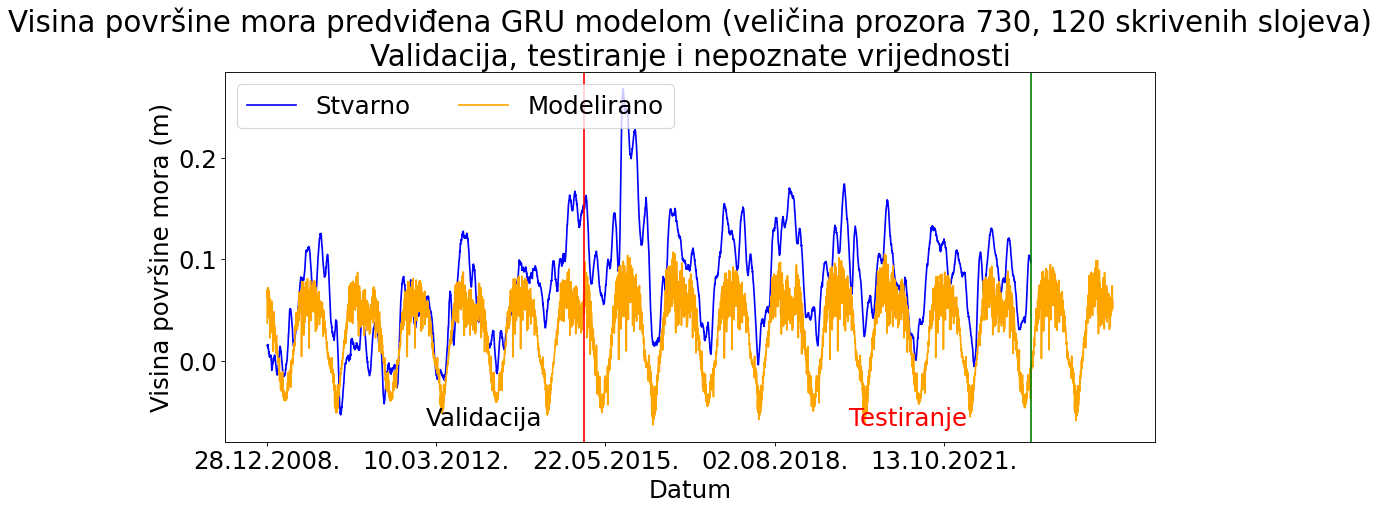 Visina površine mora predviđena GRU modelom (veličina prozora 730, 120 skrivenih slojeva)
Validacija, testiranje i nepoznate vrijednosti
Stvarno
Modelirano
Visina površine mora (m)
0.2
0.1
0.0
Validacija
Testiranje
28.12.2008.
10.03.2012.
22.05.2015.
02.08.2018.
13.10.2021.
Datum